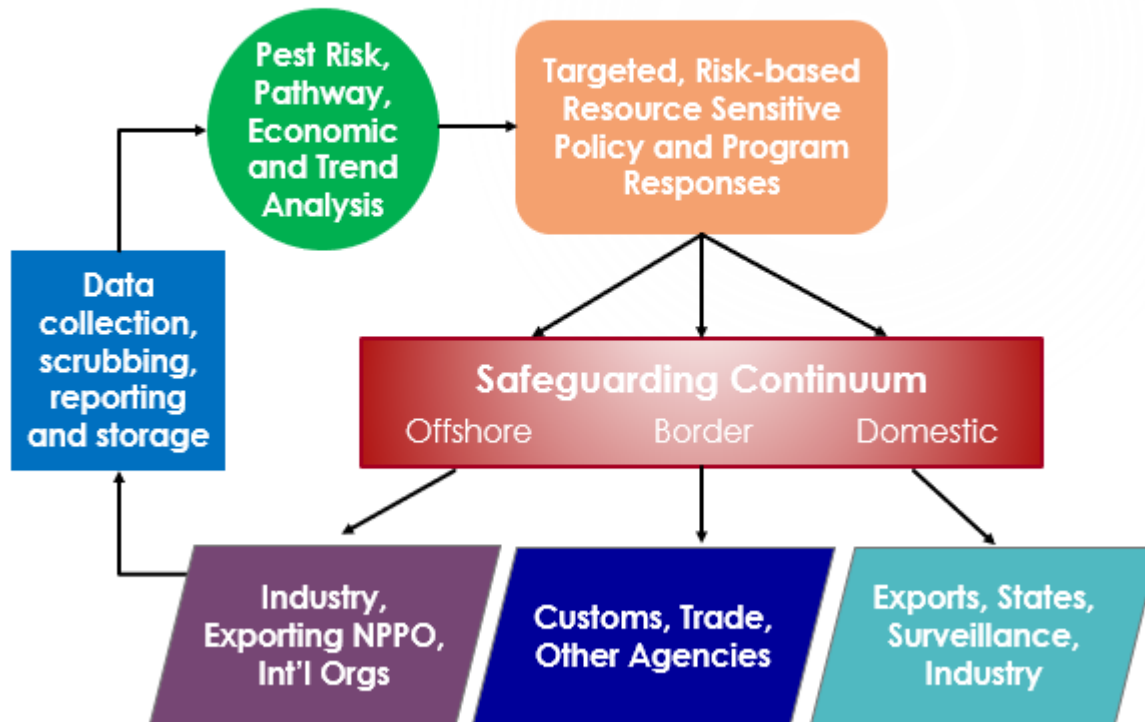 Pest Risk,
Pathway,
Economic
and Trend
Analysis
Targeted, Risk-based
Resource Sensitive
Policy and Program
Responses
Data
collection,
scrubbing,
reporting
and storage
Safeguarding Continuum
Offshore Border Domestic
Industry,
Exporting NPPO,
Int'l Orgs
Customs, Trade,
Other Agencies
Exports, States,
Surveillance,
Industry